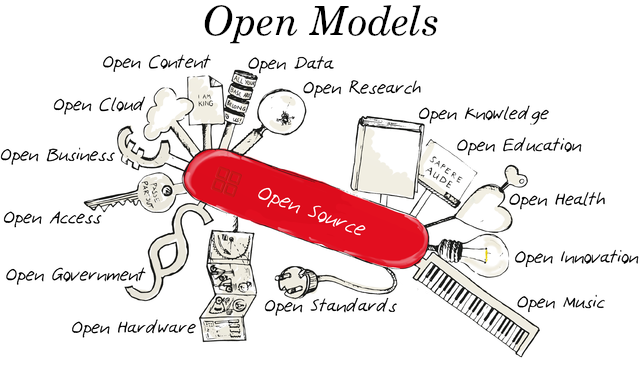 Open Models
Open Content
Open Data
Open Research
Open Cloud
I AM
KING
ALL YOUR
BASE ARE
BELONG
TO US!
Open Knowledge
Open Education
SAPERE
AUDE
Open Business
Open Health
Open Access
Open Source
Open Government
Open Innovation
Open Standards
Open Music
Open Hardware